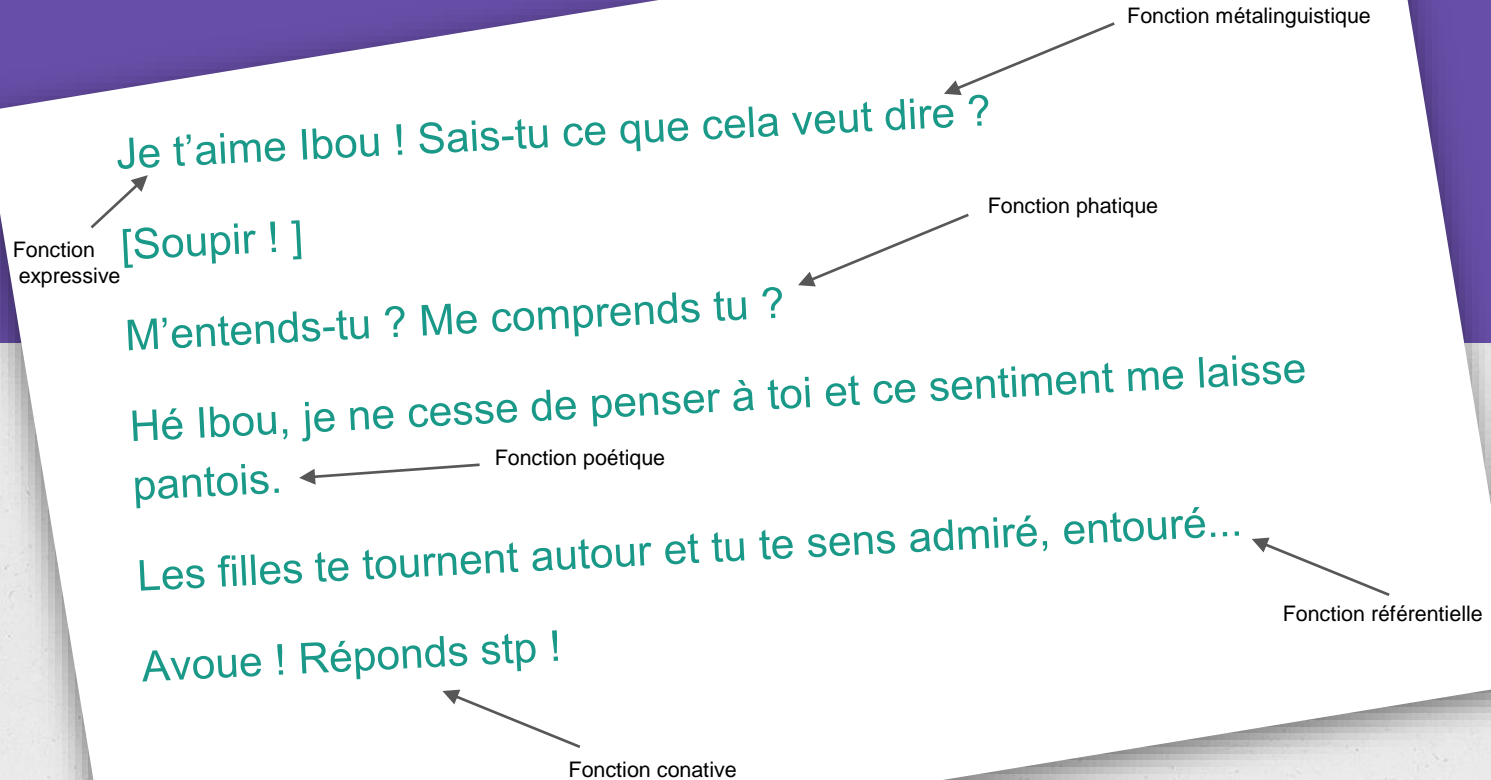 Fonction métalinguistique
Je t’aime Ibou ! Sais-tu ce que cela veut dire ?
Fonction
expressive
[Soupir ! ]
Fonction phatique
M’entends-tu ? Me comprends tu ?
Hé Ibou, je ne cesse de penser à toi et ce sentiment me laisse
pantois.
Fonction poétique
Les filles te tournent autour et tu te sens admiré, entouré...
Fonction référentielle
Avoue ! Réponds stp !
Fonction conative